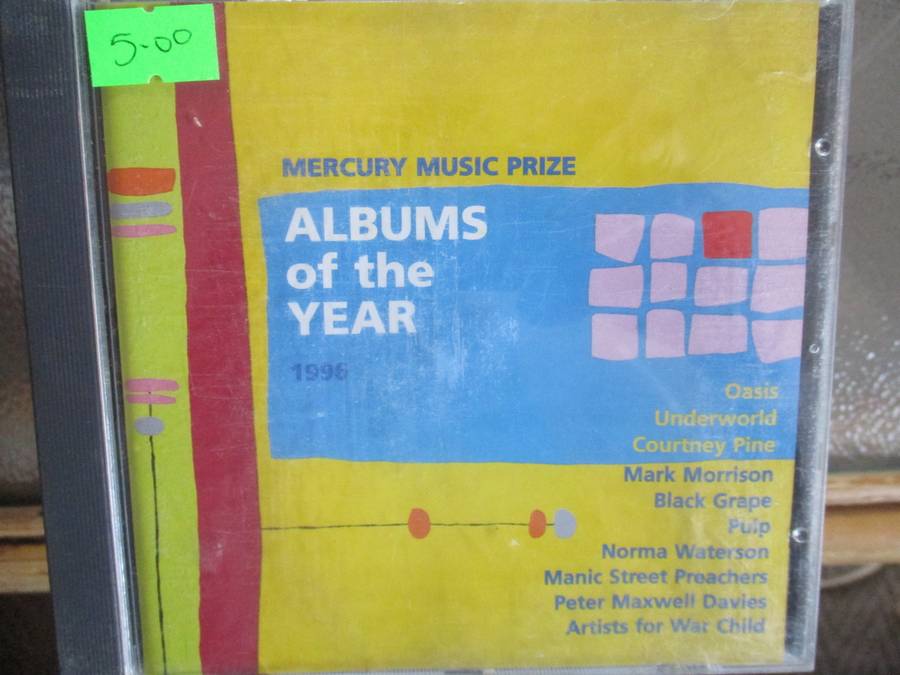 5-00
MERCURY MUSIC PRIZE
ALBUMS
of the
YEAR
1996
Oasis
Underworld
Courtney Pine
Mark Morrison
Black Grape
Pulp
Norma Waterson
Manic Street Preachers
Peter Maxwell Davies
Artists for War Child